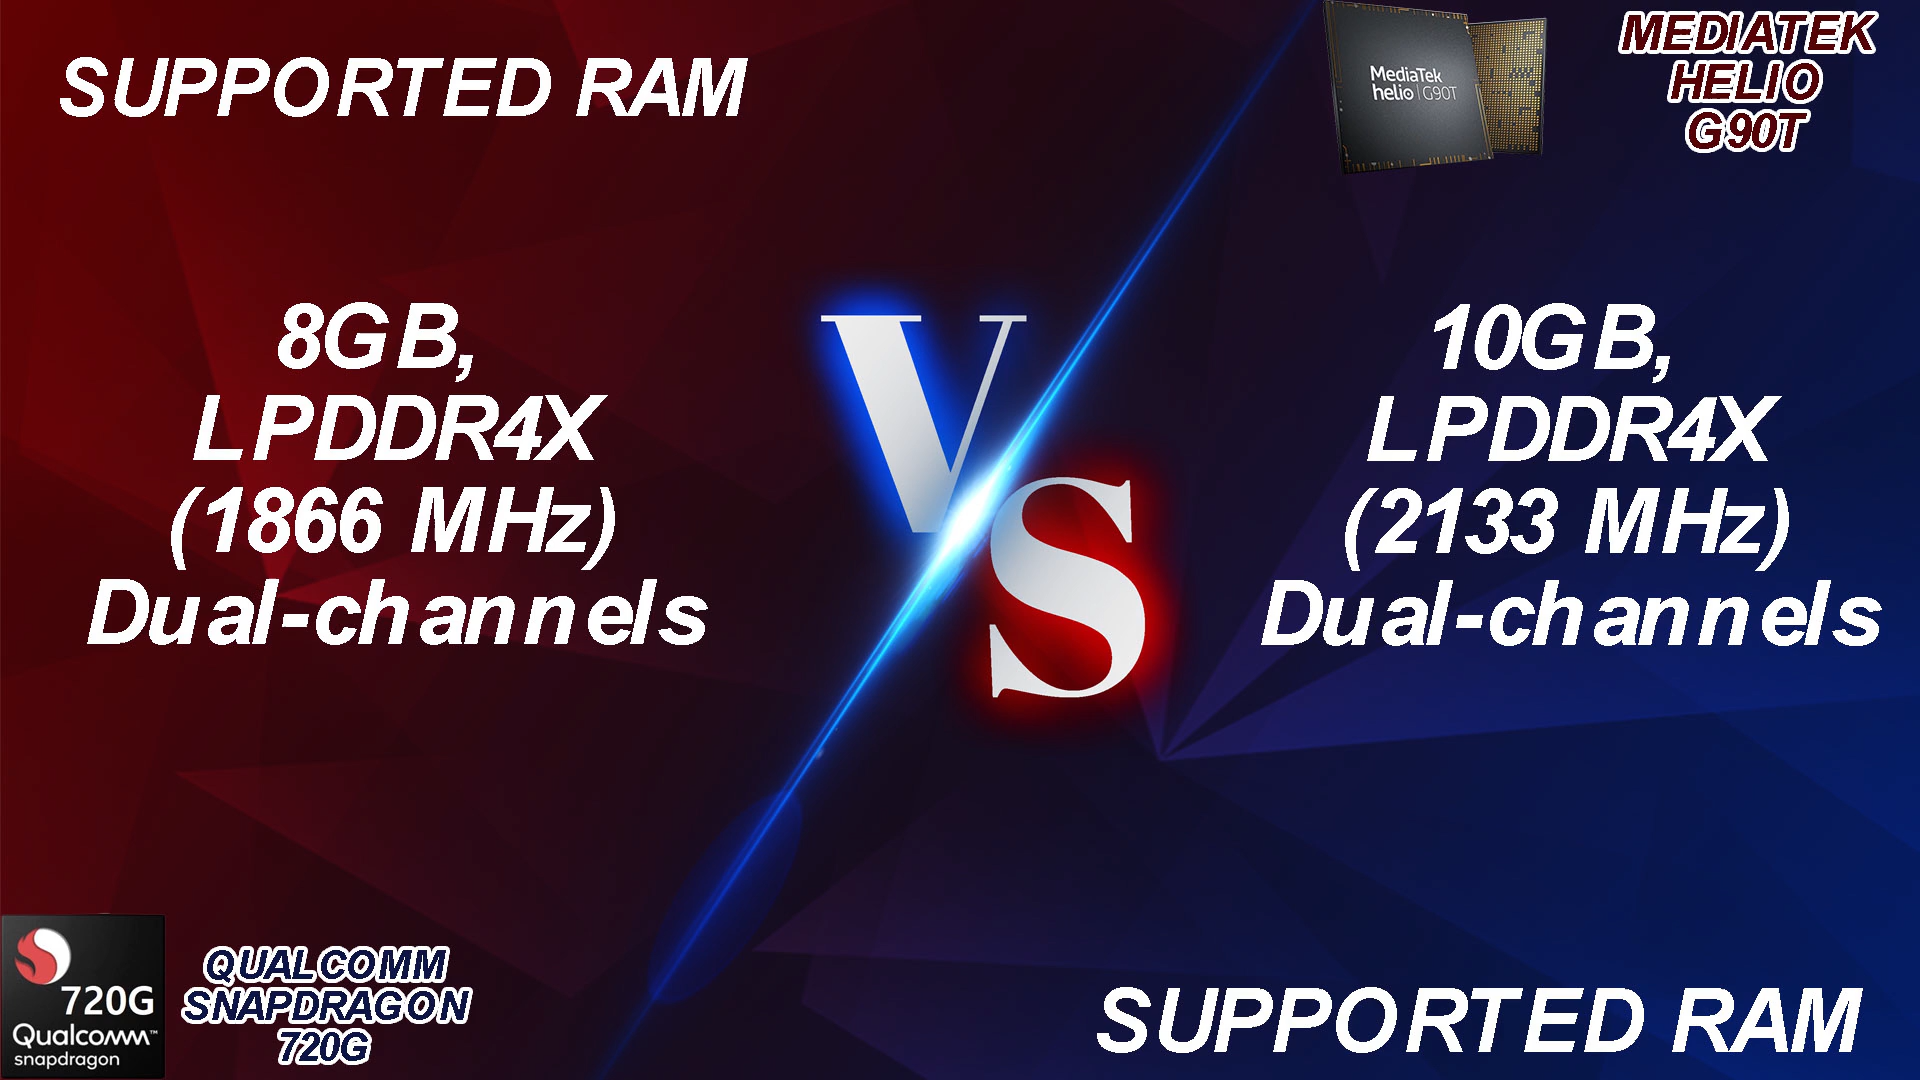 SUPPORTED RAM
MediaTek
helio G90T
MEDIATEK
HELIO
G90T
8GB,
LPDDR4X
(1866 MHz)
Dual-channels
VS
10GB,
LPDDR4X
(2133 MHz)
Dual-channels
720G
Qualcomm™
snapdragon
QUALCOMM
SNAPDRAGON
720G
SUPPORTED RAM